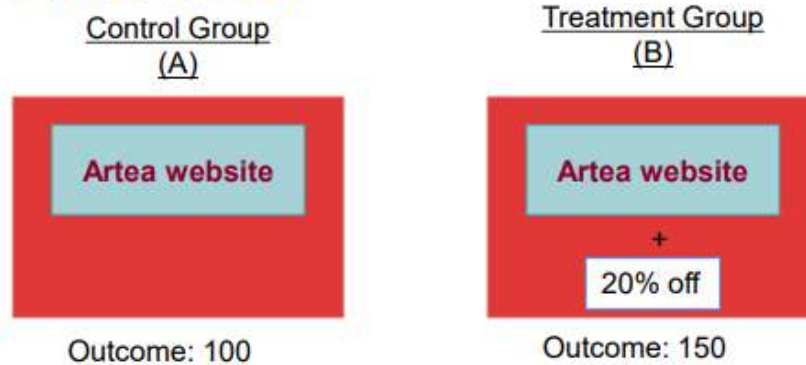 Control Group
(A)
Artea website
Outcome: 100
Treatment Group
(B)
Artea website
+
20% off
Outcome: 150